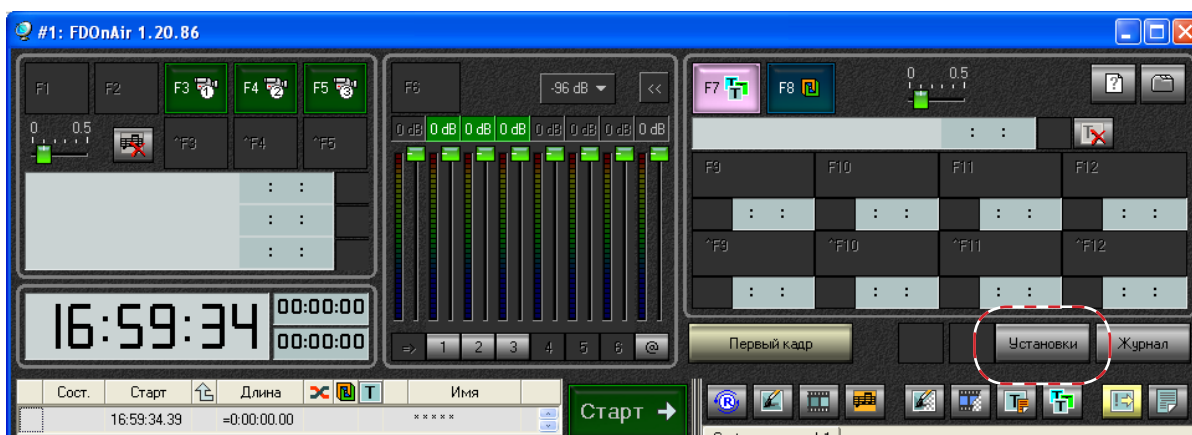 #1: FDOnAir 1.20.86
F1 F2 F3 1 F4 2 F5 3
0 0.5 ^F3 ^F4 ^F5
: :
: :
: :
16:59:34 00:00:00
00:00:00
F6 -96 dB <<
0 dB 0 dB 0 dB 0 dB 0 dB 0 dB 0 dB 0 dB
=> 1 2 3 4 5 6 @
F7 T F8 0 0.5 ?
: : T
F9 F10 F11 F12
: : : : : : : :
^F9 ^F10 ^F11 ^F12
: : : : : : : :
Первый кадр Установки Журнал
Сост. Старт Длина T Имя
16:59:34.39 =0:00:00.00 *****
Старт
R T T